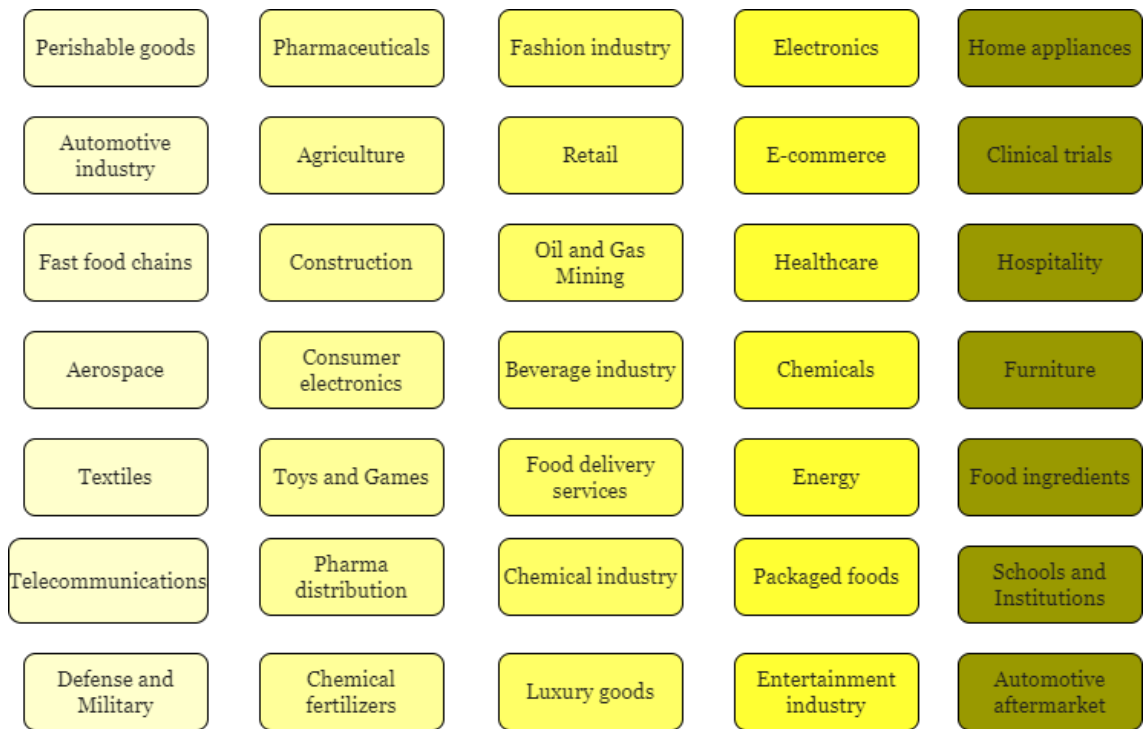 Perishable goods
Pharmaceuticals
Fashion industry
Electronics
Home appliances
Automotive
industry
Agriculture
Retail
E-commerce
Clinical trials
Fast food chains
Construction
Oil and Gas
Mining
Healthcare
Hospitality
Aerospace
Consumer
electronics
Beverage industry
Chemicals
Furniture
Textiles
Toys and Games
Food delivery
services
Energy
Food ingredients
Telecommunications
Pharma
distribution
Chemical industry
Packaged foods
Schools and
Institutions
Defense and
Military
Chemical
fertilizers
Luxury goods
Entertainment
industry
Automotive
aftermarket